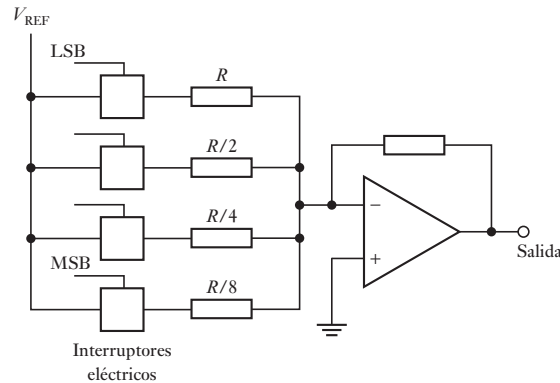 V_REF
LSB
R
R/2
R/4
MSB
R/8
−
+
Salida
Interruptores
eléctricos